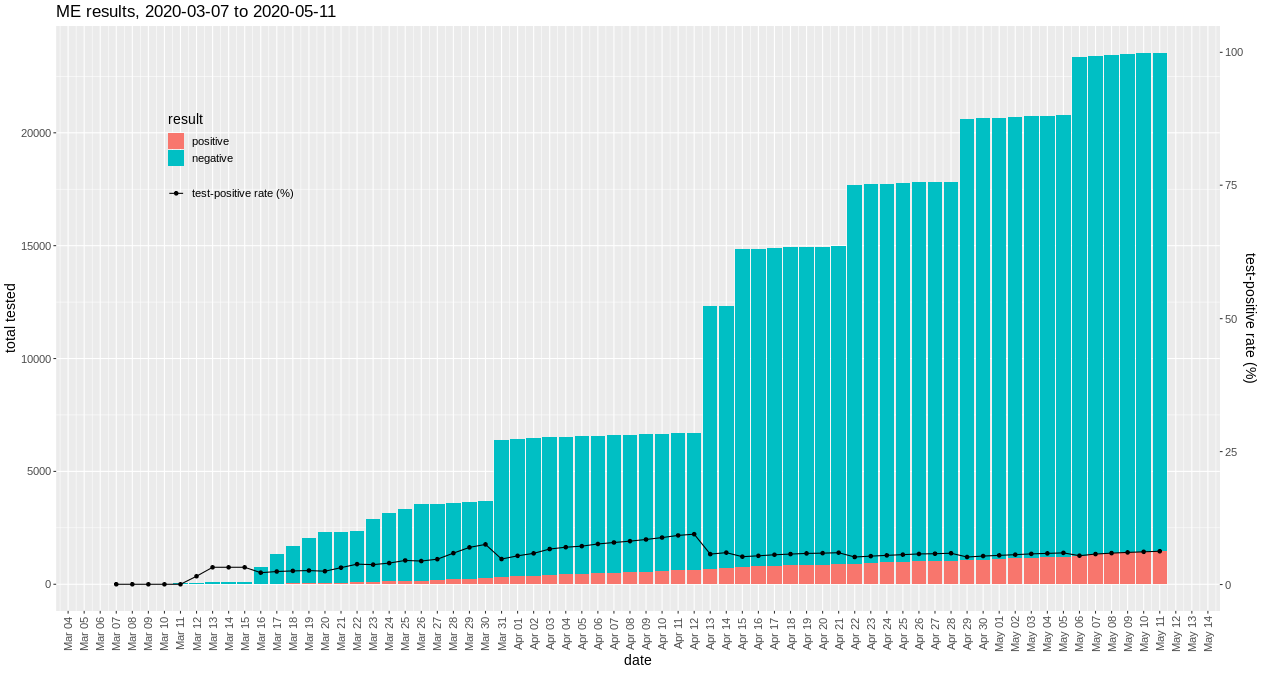 ME results, 2020-03-07 to 2020-05-11
result
positive
negative
test-positive rate (%)
total tested
20000
15000
10000
5000
0
100
75
50
25
0
test-positive rate (%)
Mar 04
Mar 05
Mar 06
Mar 07
Mar 08
Mar 09
Mar 10
Mar 11
Mar 12
Mar 13
Mar 14
Mar 15
Mar 16
Mar 17
Mar 18
Mar 19
Mar 20
Mar 21
Mar 22
Mar 23
Mar 24
Mar 25
Mar 26
Mar 27
Mar 28
Mar 29
Mar 30
Mar 31
Apr 01
Apr 02
Apr 03
Apr 04
Apr 05
Apr 06
Apr 07
Apr 08
Apr 09
Apr 10
Apr 11
Apr 12
Apr 13
Apr 14
Apr 15
Apr 16
Apr 17
Apr 18
Apr 19
Apr 20
Apr 21
Apr 22
Apr 23
Apr 24
Apr 25
Apr 26
Apr 27
Apr 28
Apr 29
Apr 30
May 01
May 02
May 03
May 04
May 05
May 06
May 07
May 08
May 09
May 10
May 11
May 12
May 13
May 14
date